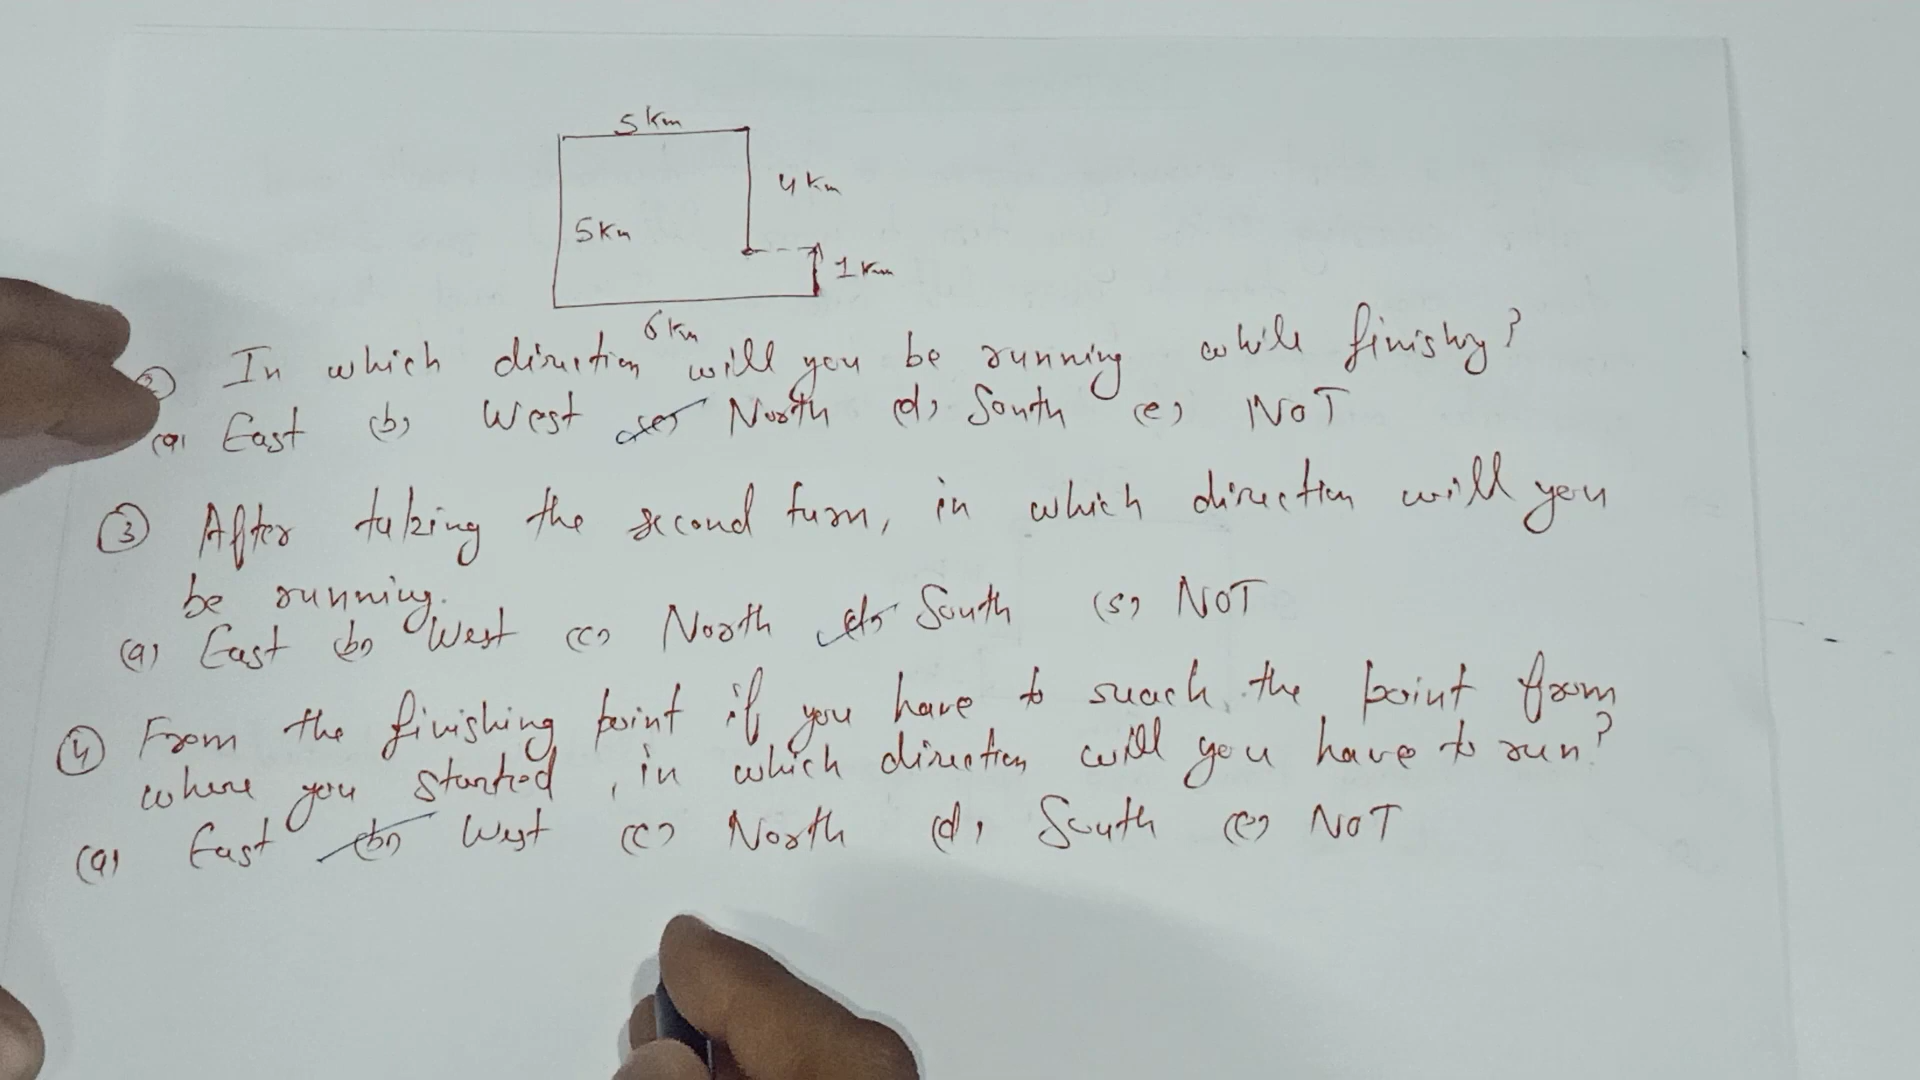 5 Km
4 Km
5 Km
1 Km
6 Km
② In which direction will you be running while finishing?
(a) East (b) West (c) North (d) South (e) NOT
③ After taking the second turn, in which direction will you
be running.
(a) East (b) West (c) North (d) South (s) NOT
④ From the finishing point if you have to reach the point from
where you started, in which direction will you have to run?
(a) East (b) West (c) North (d) South (e) NOT